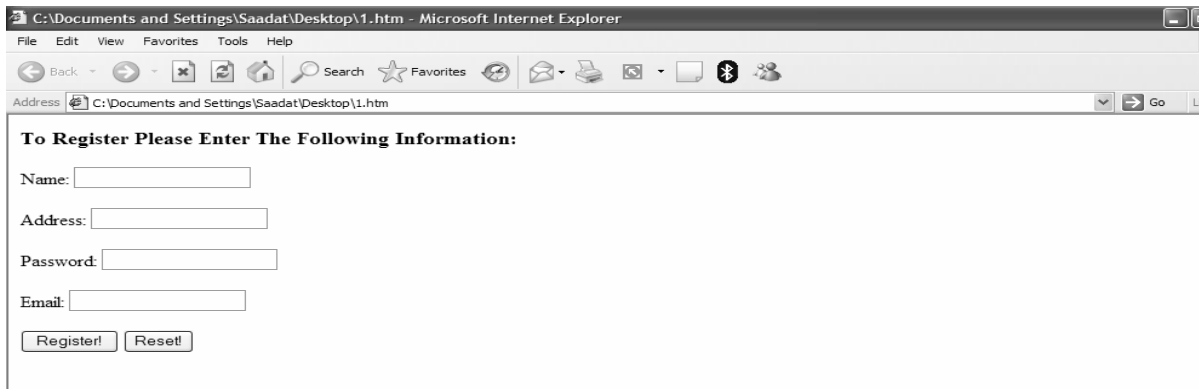 C:\Documents and Settings\Saadat\Desktop\1.htm - Microsoft Internet Explorer
File Edit View Favorites Tools Help
Back Search Favorites
Address C:\Documents and Settings\Saadat\Desktop\1.htm Go
To Register Please Enter The Following Information:
Name:
Address:
Password:
Email:
Register! Reset!